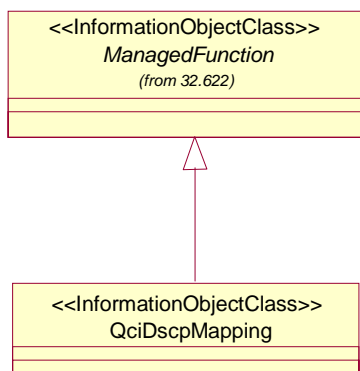 <<InformationObjectClass>>
ManagedFunction
(from 32.622)
<<InformationObjectClass>>
QciDscpMapping